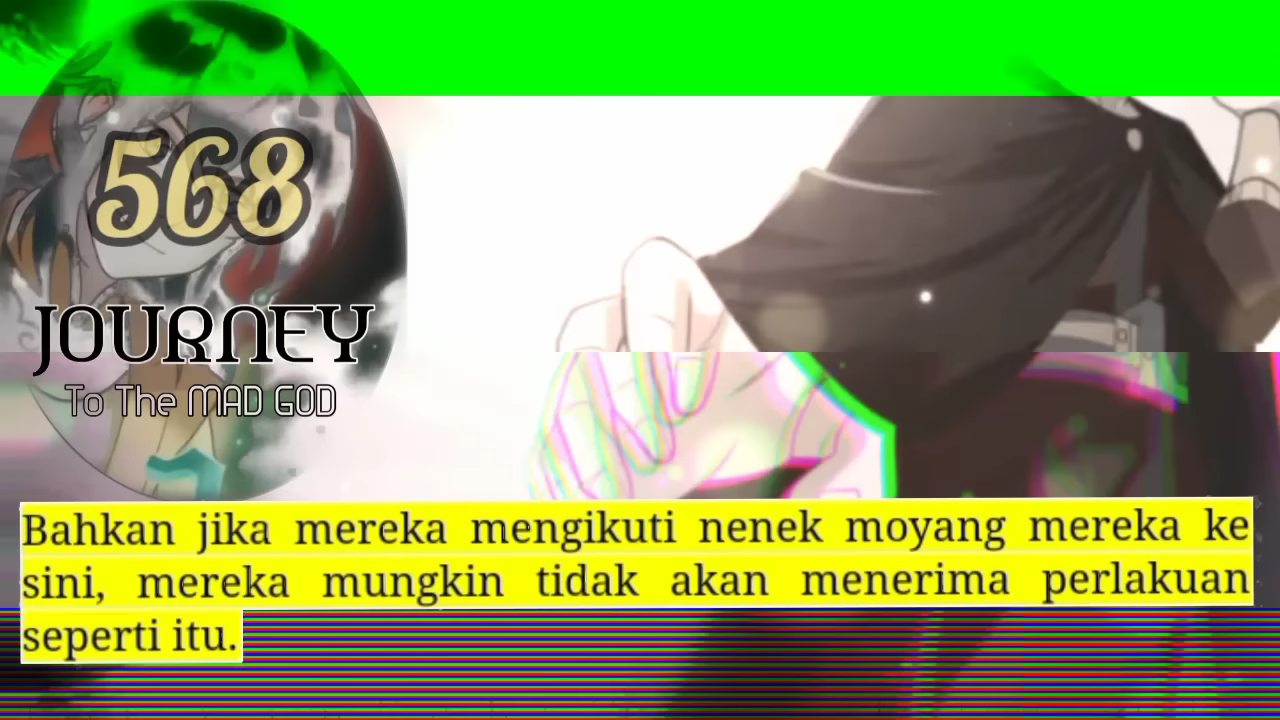 568
JOURNEY
To The MAD GOD
Bahkan jika mereka mengikuti nenek moyang mereka ke
sini, mereka mungkin tidak akan menerima perlakuan
seperti itu.